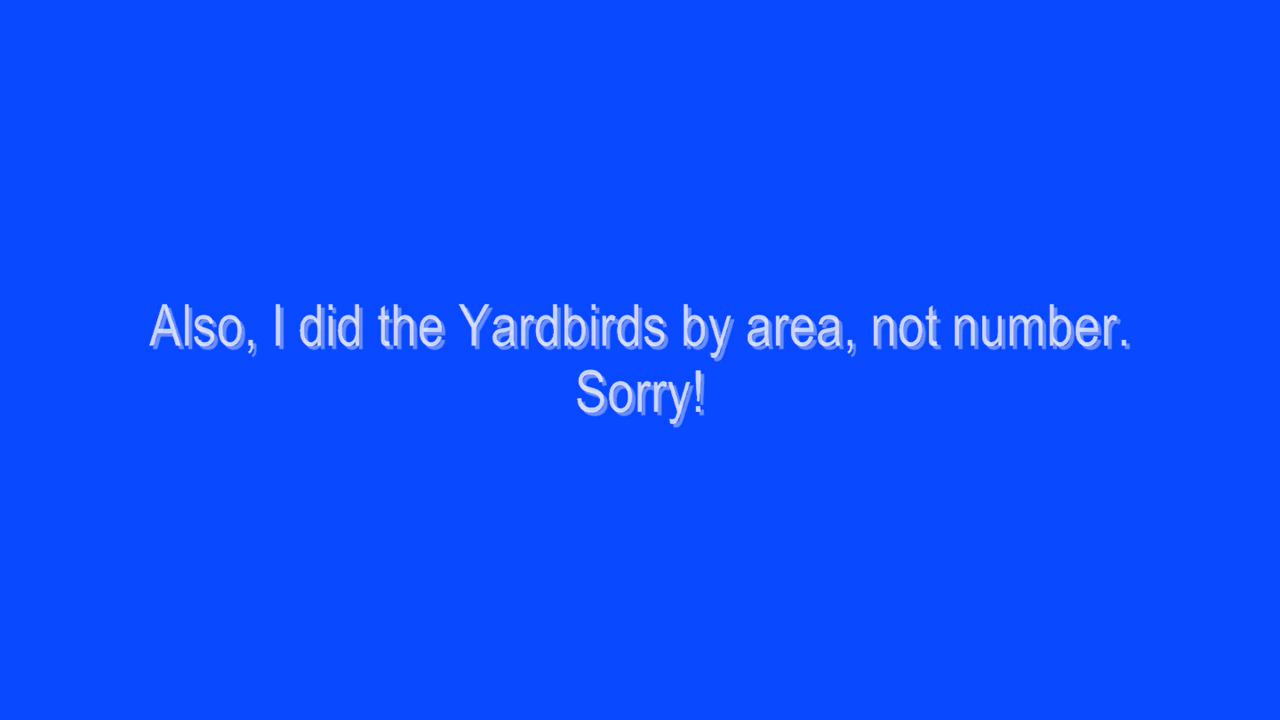 Also, I did the Yardbirds by area, not number.
Sorry!